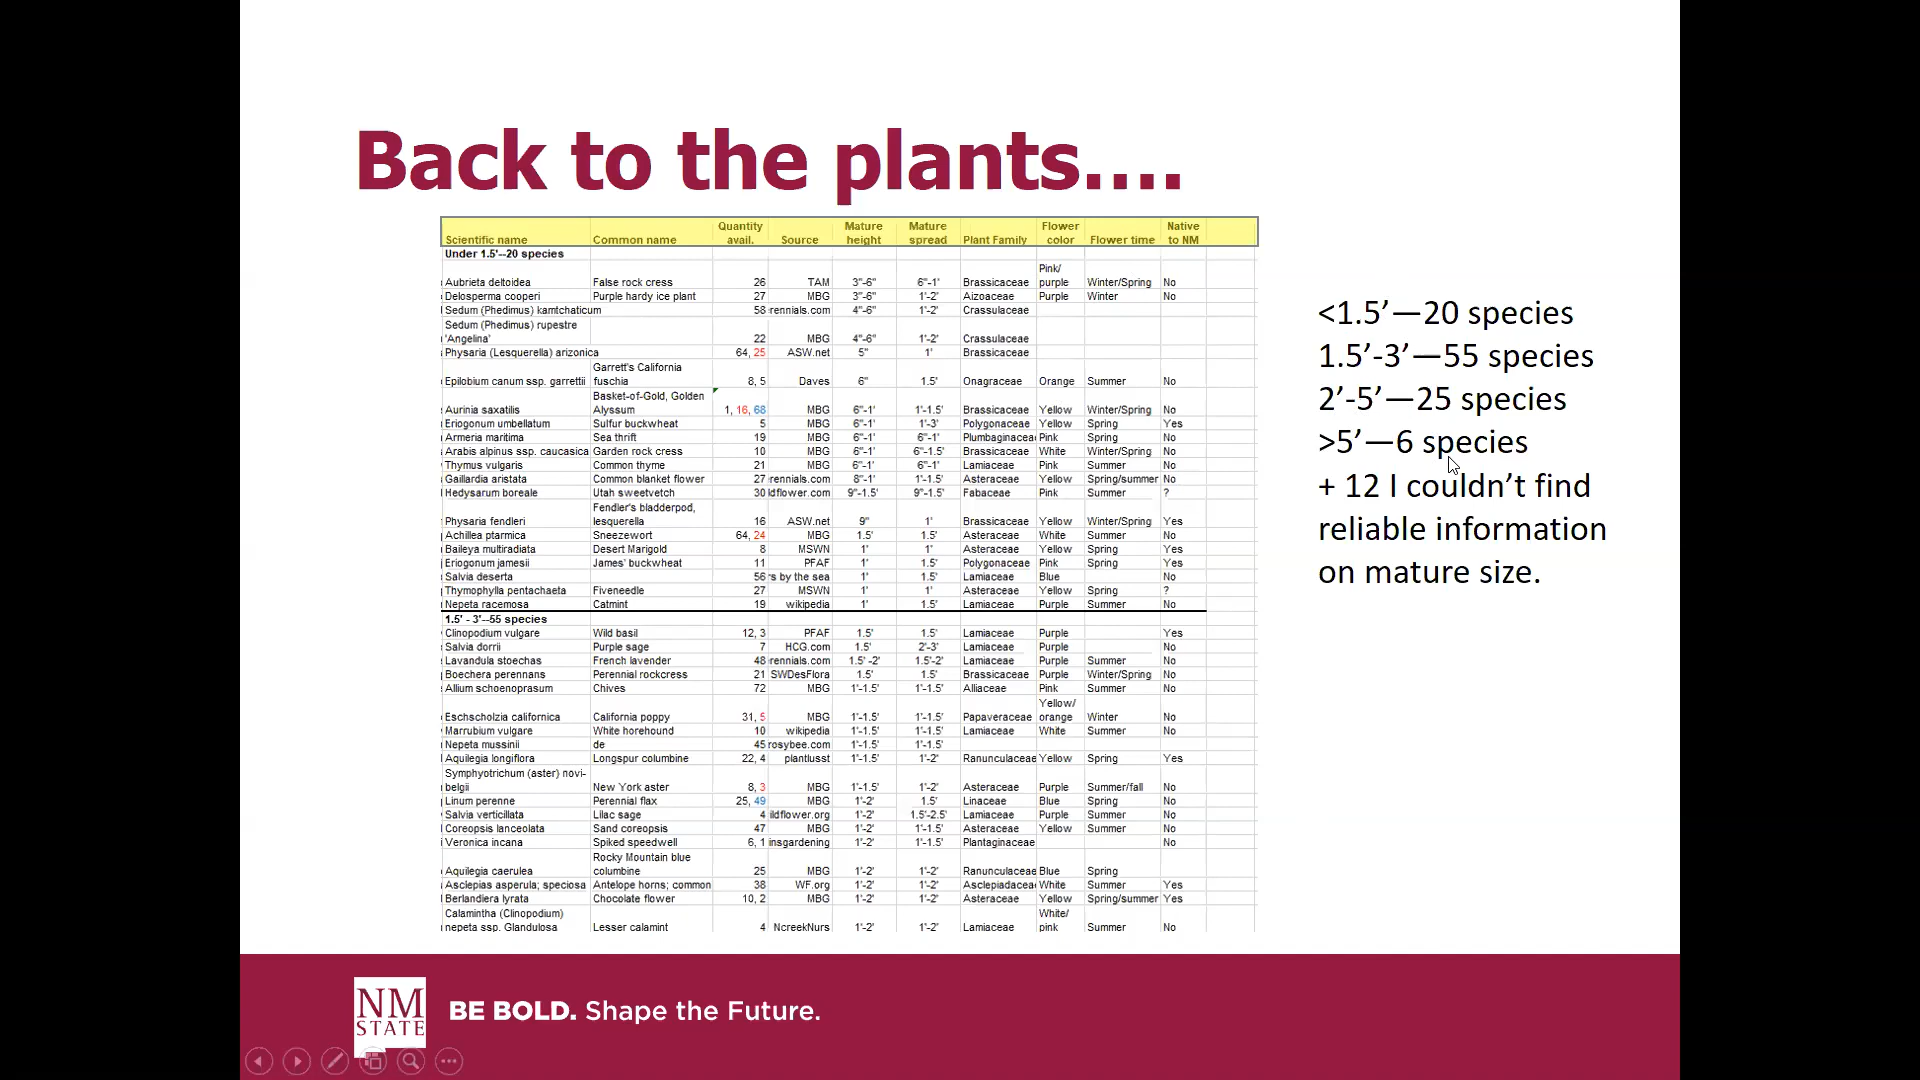 Back to the plants....
Scientific name Common name Quantity avail. Source Mature height Mature spread Plant Family Flower color Flower time Native to NM
Under 1.5'--20 species
Aubrieta deltoidea False rock cress 26 TAM 3"-6" 6"-1' Brassicaceae Pink/ purple Winter/Spring No
Delosperma cooperi Purple hardy ice plant 27 MBG 3"-6" 1'-2' Aizoaceae Purple Winter No
Sedum (Phedimus) kamtchaticum 58 rennials.com 4"-6" 1'-2' Crassulaceae
Sedum (Phedimus) rupestre 'Angelina' 22 MBG 4"-6" 1'-2' Crassulaceae
Physaria (Lesquerella) arizonica 64, 25 ASW.net 5" 1' Brassicaceae
Epilobium canum ssp. garrettii Garrett's California fuschia 8, 5 Daves 6" 1.5' Onagraceae Orange Summer No
Aurinia saxatilis Basket-of-Gold, Golden Alyssum 1, 16, 68 MBG 6"-1' 1'-1.5' Brassicaceae Yellow Winter/Spring No
Eriogonum umbellatum Sulfur buckwheat 5 MBG 6"-1' 1'-3' Polygonaceae Yellow Spring Yes
Armeria maritima Sea thrift 19 MBG 6"-1' 6"-1' Plumbaginacea Pink Spring No
Arabis alpinus ssp. caucasica Garden rock cress 10 MBG 6"-1' 6"-1.5' Brassicaceae White Winter/Spring No
Thymus vulgaris Common thyme 21 MBG 6"-1' 6"-1' Lamiaceae Pink Summer No
Gaillardia aristata Common blanket flower 27 rennials.com 8"-1' 1'-1.5' Asteraceae Yellow Spring/summer No
Hedysarum boreale Utah sweetvetch 30 ldflower.com 9"-1.5' 9"-1.5' Fabaceae Pink Summer ?
Physaria fendleri Fendler's bladderpod, lesquerella 16 ASW.net 9" 1' Brassicaceae Yellow Winter/Spring Yes
Achillea ptarmica Sneezewort 64, 24 MBG 1.5' 1.5' Asteraceae White Summer No
Baileya multiradiata Desert Marigold 8 MSWN 1' 1' Asteraceae Yellow Spring Yes
Eriogonum jamesii James' buckwheat 11 PFAF 1' 1.5' Polygonaceae Pink Spring Yes
Salvia deserta 56 's by the sea 1' 1.5' Lamiaceae Blue No
Thymophylla pentachaeta Fiveneedle 27 MSWN 1' 1' Asteraceae Yellow Spring ?
Nepeta racemosa Catmint 19 wikipedia 1' 1.5' Lamiaceae Purple Summer No
1.5' - 3'--55 species
Clinopodium vulgare Wild basil 12, 3 PFAF 1.5' 1.5' Lamiaceae Purple Yes
Salvia dorrii Purple sage 7 HCG.com 1.5' 2'-3' Lamiaceae Purple No
Lavandula stoechas French lavender 48 rennials.com 1.5' -2' 1.5'-2' Lamiaceae Purple Summer No
Boechera perennans Perennial rockcress 21 SWDesFlora 1.5' 1.5' Brassicaceae Purple Winter/Spring No
Allium schoenoprasum Chives 72 MBG 1'-1.5' 1'-1.5' Alliaceae Pink Summer No
Eschscholzia californica California poppy 31, 5 MBG 1'-1.5' 1'-1.5' Papaveraceae Yellow/ orange Winter No
Marrubium vulgare White horehound 10 wikipedia 1'-1.5' 1'-1.5' Lamiaceae White Summer No
Nepeta mussinii de 45 rosybee.com 1'-1.5' 1'-1.5'
Aquilegia longiflora Longspur columbine 22, 4 plantlusst 1'-1.5' 1'-2' Ranunculaceae Yellow Spring Yes
Symphyotrichum (aster) novi-belgii New York aster 8, 3 MBG 1'-1.5' 1'-2' Asteraceae Purple Summer/fall No
Linum perenne Perennial flax 25, 49 MBG 1'-2' 1.5' Linaceae Blue Spring No
Salvia verticillata Lilac sage 4 ildflower.org 1'-2' 1.5'-2.5' Lamiaceae Purple Summer No
Coreopsis lanceolata Sand coreopsis 47 MBG 1'-2' 1'-1.5' Asteraceae Yellow Summer No
Veronica incana Spiked speedwell 6, 1 insgardening 1'-2' 1'-1.5' Plantaginaceae No
Aquilegia caerulea Rocky Mountain blue columbine 25 MBG 1'-2' 1'-2' Ranunculaceae Blue Spring
Asclepias asperula; speciosa Antelope horns; common 38 WF.org 1'-2' 1'-2' Asclepiadacea White Summer Yes
Berlandiera lyrata Chocolate flower 10, 2 MBG 1'-2' 1'-2' Asteraceae Yellow Spring/summer Yes
Calamintha (Clinopodium) nepeta ssp. Glandulosa Lesser calamint 4 NcreekNurs 1'-2' 1'-2' Lamiaceae White/ pink Summer No
<1.5’—20 species
1.5’-3’—55 species
2’-5’—25 species
>5’—6 species
+ 12 I couldn’t find
reliable information
on mature size.
NM
STATE
BE BOLD. Shape the Future.